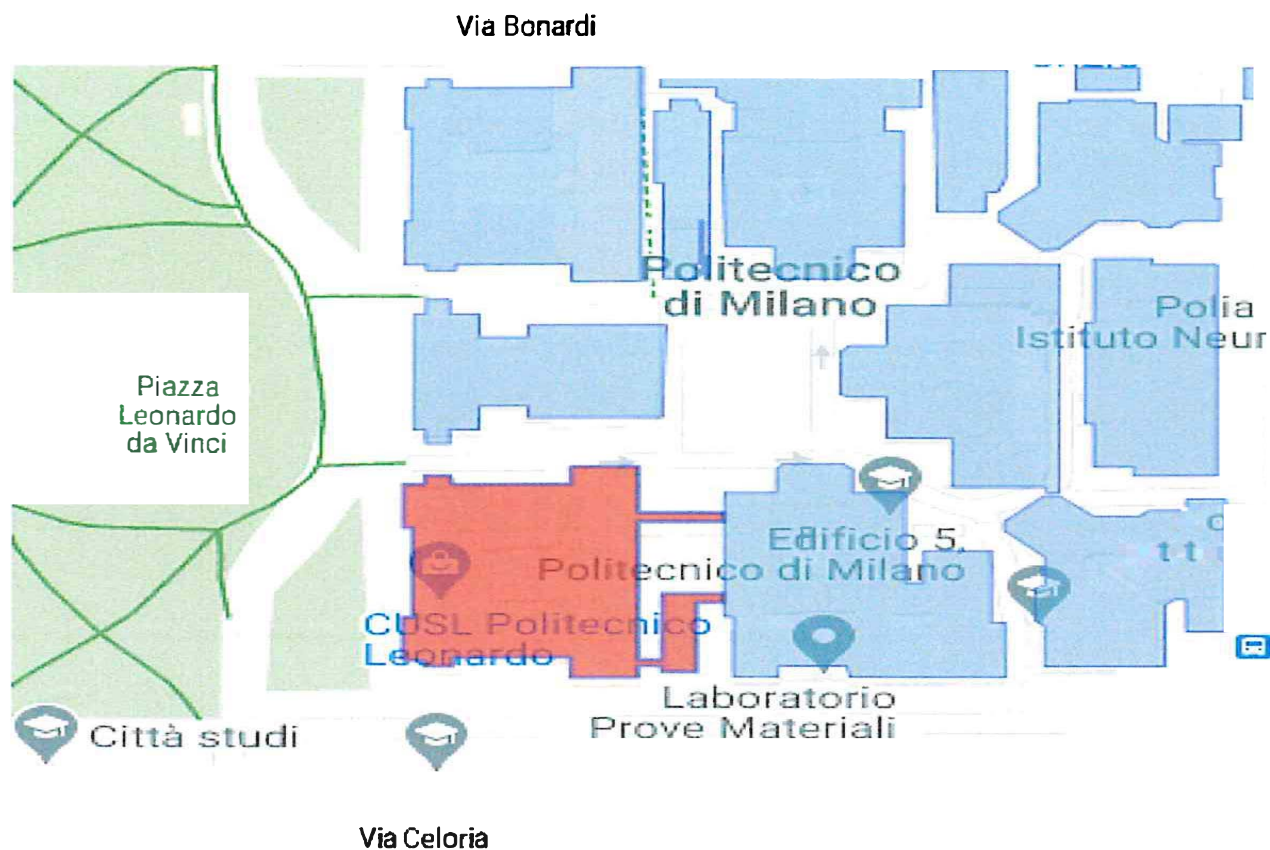 Via Bonardi
Politecnico
di Milano
Polia
Istituto Neur
Piazza
Leonardo
da Vinci
Edificio 5,
Politecnico di Milano
CUSL Politecnico
Leonardo
Laboratorio
Prove Materiali
Città studi
Via Celoria